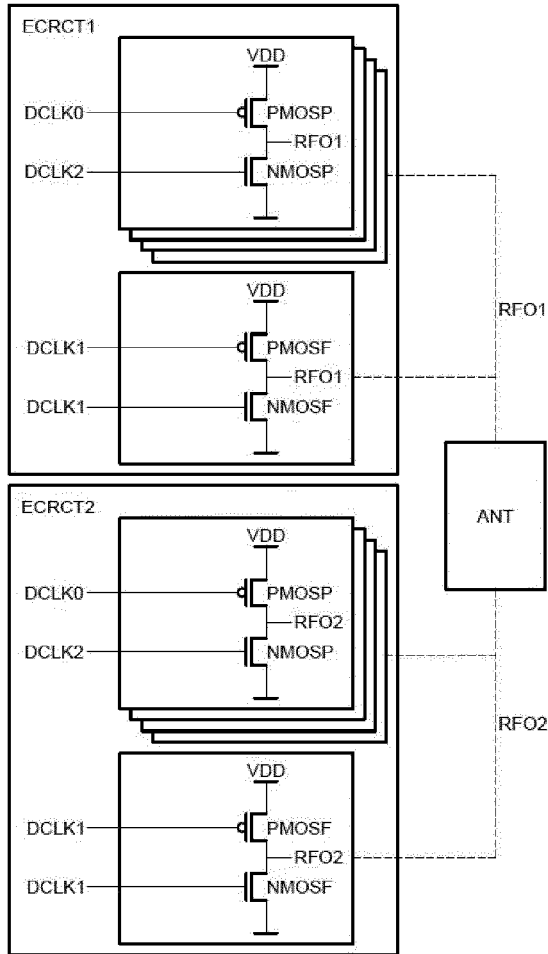 ECRCT1
VDD
DCLK0
PMOSP
RFO1
DCLK2
NMOSP
VDD
RFO1
DCLK1
PMOSF
RFO1
DCLK1
NMOSF
ANT
ECRCT2
VDD
DCLK0
PMOSP
RFO2
DCLK2
NMOSP
RFO2
VDD
DCLK1
PMOSF
RFO2
DCLK1
NMOSF